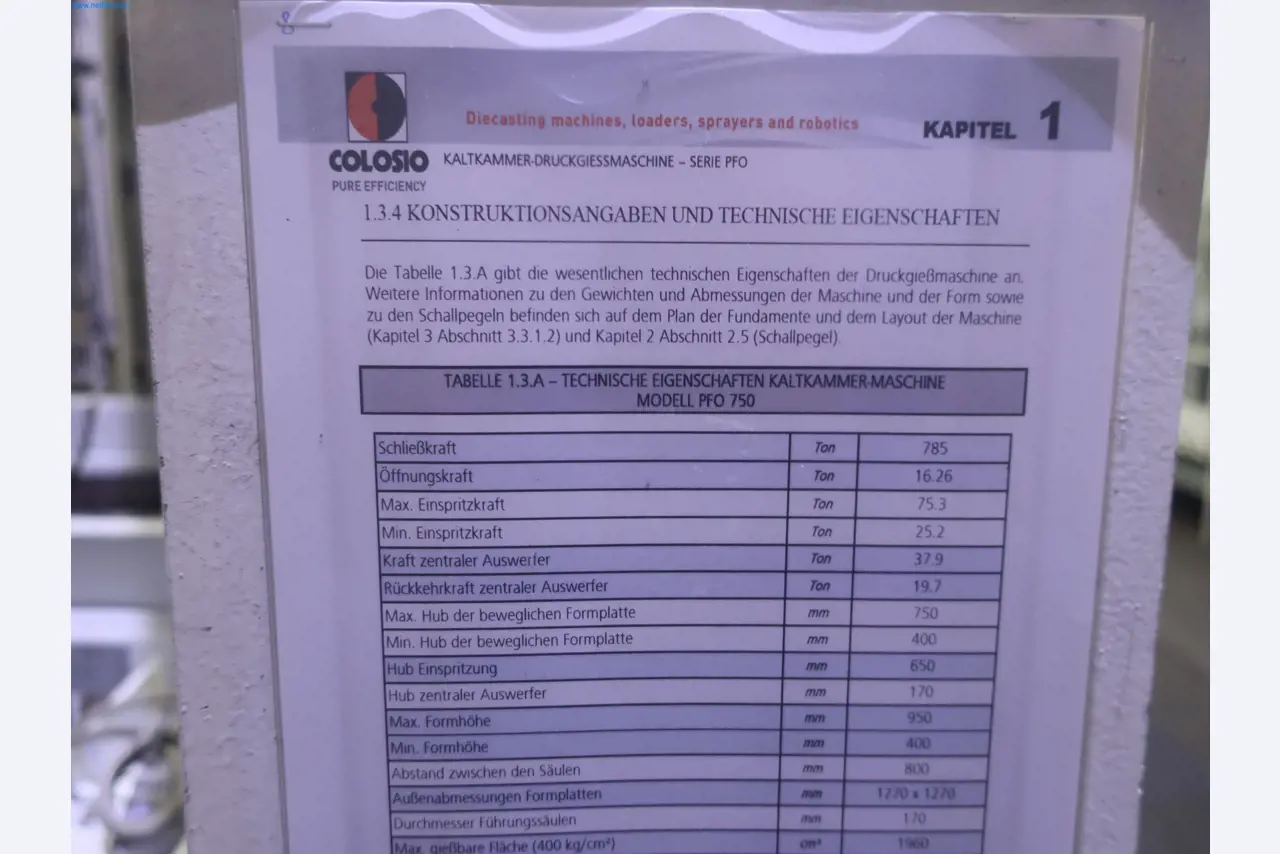 Diecasting machines, loaders, sprayers and robotics
KAPITEL 1
COLOSIO
PURE EFFICIENCY
KALTKAMMER-DRUCKGIESSMASCHINE – SERIE PFO
1.3.4 KONSTRUKTIONSANGABEN UND TECHNISCHE EIGENSCHAFTEN
Die Tabelle 1.3.A gibt die wesentlichen technischen Eigenschaften der Druckgießmaschine an.
Weitere Informationen zu den Gewichten und Abmessungen der Maschine und der Form sowie
zu den Schallpegeln befinden sich auf dem Plan der Fundamente und dem Layout der Maschine
(Kapitel 3 Abschnitt 3.3.1.2) und Kapitel 2 Abschnitt 2.5 (Schallpegel)
TABELLE 1.3.A – TECHNISCHE EIGENSCHAFTEN KALTKAMMER-MASCHINE
MODELL PFO 750
Schließkraft Ton 785
Öffnungskraft Ton 16.26
Max. Einspritzkraft Ton 75.3
Min. Einspritzkraft Ton 25.2
Kraft zentraler Auswerfer Ton 37.9
Rückkehrkraft zentraler Auswerfer Ton 19.7
Max. Hub der beweglichen Formplatte mm 750
Min. Hub der beweglichen Formplatte mm 400
Hub Einspritzung mm 650
Hub zentraler Auswerfer mm 170
Max. Formhöhe mm 950
Min. Formhöhe mm 400
Abstand zwischen den Säulen mm 800
Außenabmessungen Formplatten mm 1270 x 1270
Durchmesser Führungssäulen mm 170
Max. gießbare Fläche (400 kg/cm²) cm² 1960